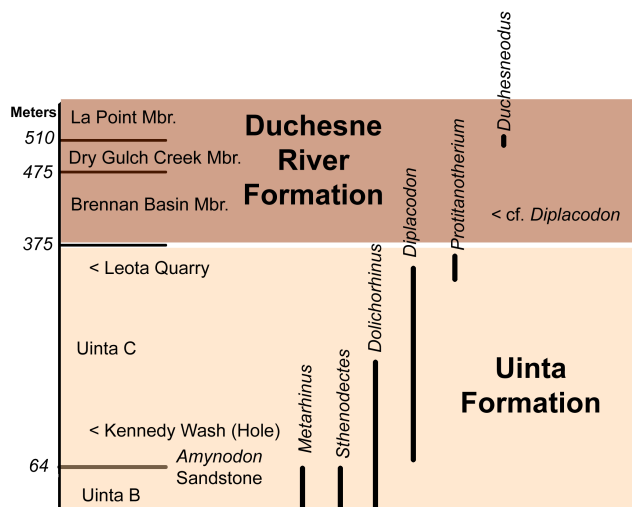 Duchesneodus
Meters
La Point Mbr.
510
Duchesne
River
Formation
Dry Gulch Creek Mbr.
475
Protitanotherium
Brennan Basin Mbr.
< cf. Diplacodon
Diplacodon
375
Dolichorhinus
< Leota Quarry
Uinta C
Uinta
Formation
Metarhinus
Sthenodectes
< Kennedy Wash (Hole)
64
Amynodon
Sandstone
Uinta B